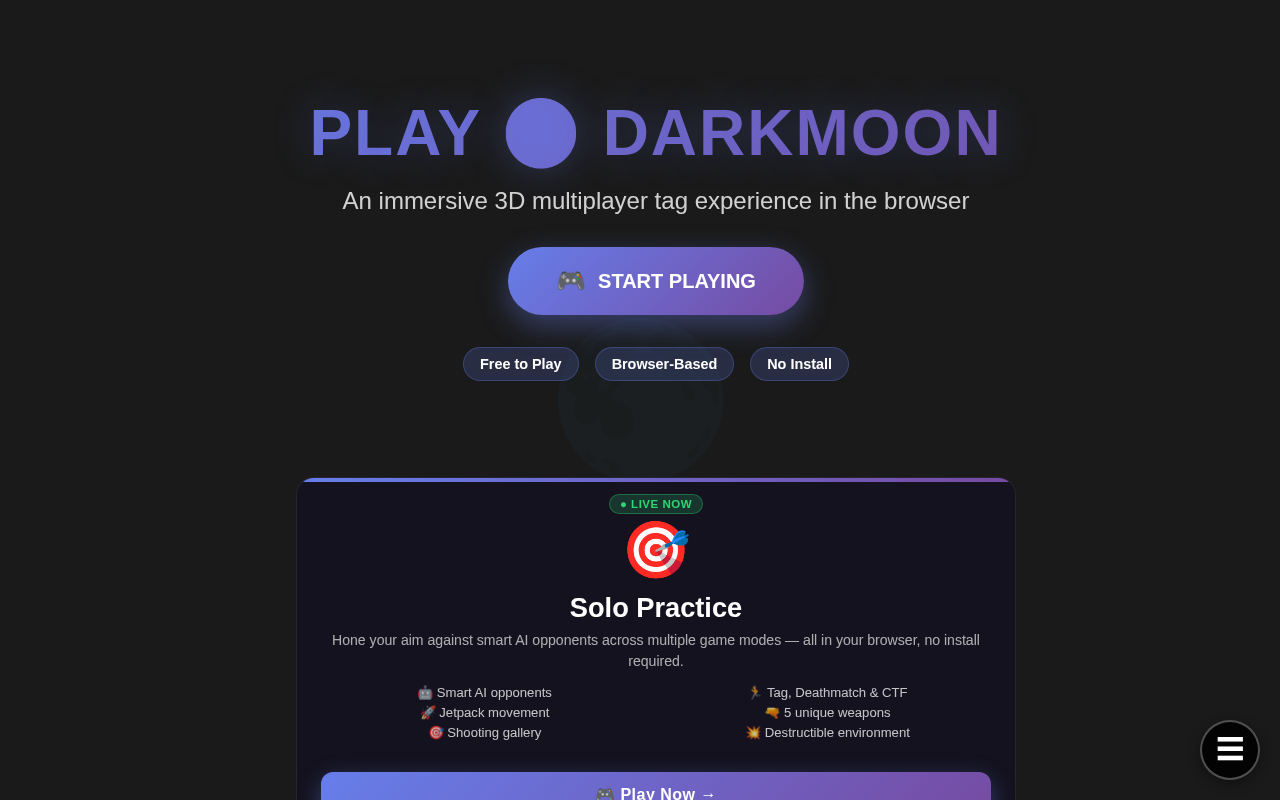 PLAY DARKMOON
An immersive 3D multiplayer tag experience in the browser
🎮 START PLAYING
Free to Play Browser-Based No Install
● LIVE NOW
Solo Practice
Hone your aim against smart AI opponents across multiple game modes — all in your browser, no install
required.
🤖 Smart AI opponents 🏃 Tag, Deathmatch & CTF
🚀 Jetpack movement 🔫 5 unique weapons
🎯 Shooting gallery 💥 Destructible environment
🎮 Play Now →